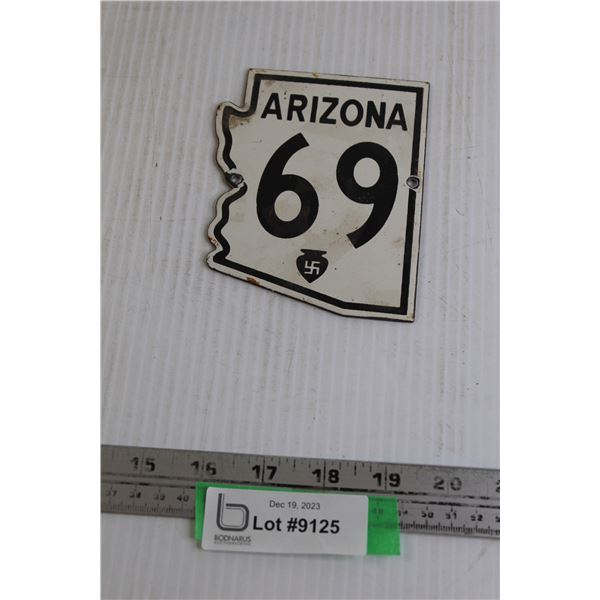 ARIZONA
69
15 16 17 18 19 20
Dec 19, 2023
Lot #9125
BODNARUS